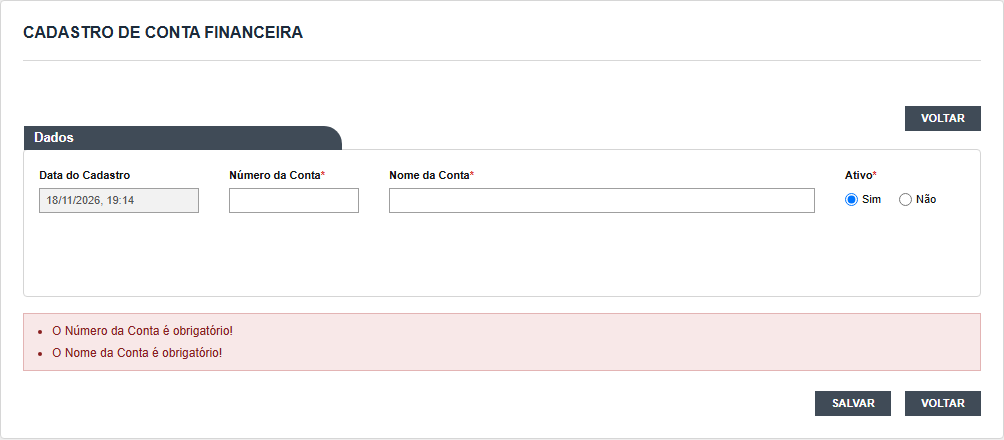 CADASTRO DE CONTA FINANCEIRA
VOLTAR
Dados
Data do Cadastro Número da Conta* Nome da Conta* Ativo*
18/11/2026, 19:14 Sim Não
O Número da Conta é obrigatório!
O Nome da Conta é obrigatório!
SALVAR VOLTAR